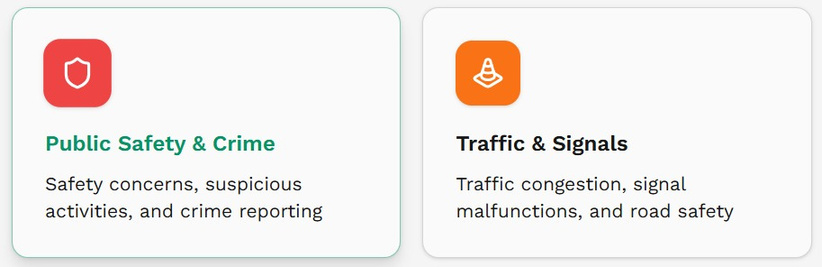 Public Safety & Crime
Safety concerns, suspicious
activities, and crime reporting
Traffic & Signals
Traffic congestion, signal
malfunctions, and road safety